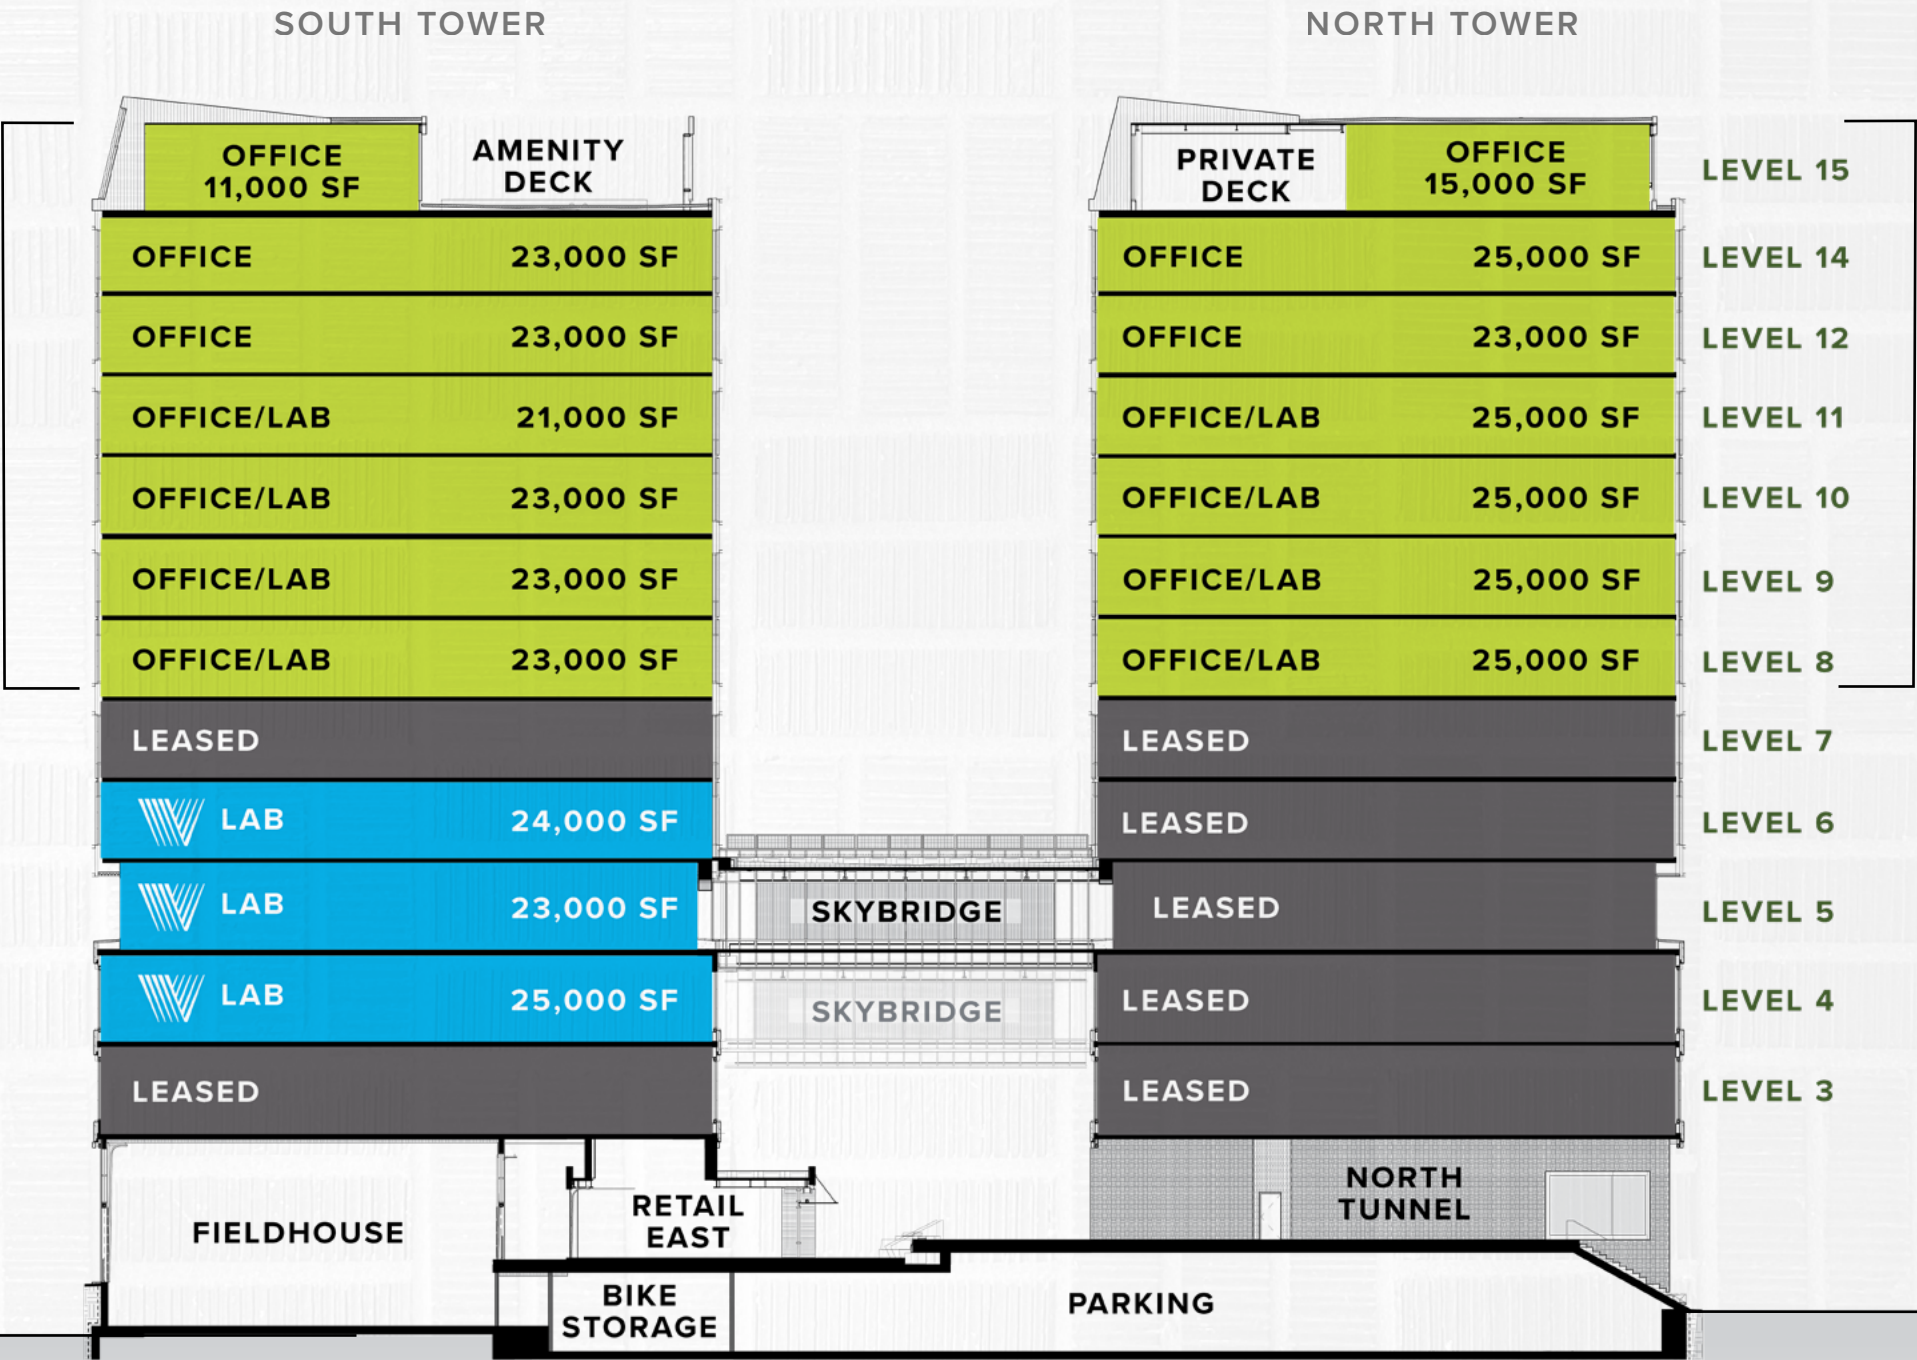 SOUTH TOWER
NORTH TOWER
OFFICE
11,000 SF
AMENITY
DECK
PRIVATE
DECK
OFFICE
15,000 SF
LEVEL 15
OFFICE 23,000 SF
OFFICE 25,000 SF
LEVEL 14
OFFICE 23,000 SF
OFFICE 23,000 SF
LEVEL 12
OFFICE/LAB 21,000 SF
OFFICE/LAB 25,000 SF
LEVEL 11
OFFICE/LAB 23,000 SF
OFFICE/LAB 25,000 SF
LEVEL 10
OFFICE/LAB 23,000 SF
OFFICE/LAB 25,000 SF
LEVEL 9
OFFICE/LAB 23,000 SF
OFFICE/LAB 25,000 SF
LEVEL 8
LEASED
LEASED
LEVEL 7
LAB 24,000 SF
LEASED
LEVEL 6
LAB 23,000 SF
SKYBRIDGE
LEASED
LEVEL 5
LAB 25,000 SF
SKYBRIDGE
LEASED
LEVEL 4
LEASED
LEASED
LEVEL 3
FIELDHOUSE
RETAIL
EAST
NORTH
TUNNEL
BIKE
STORAGE
PARKING